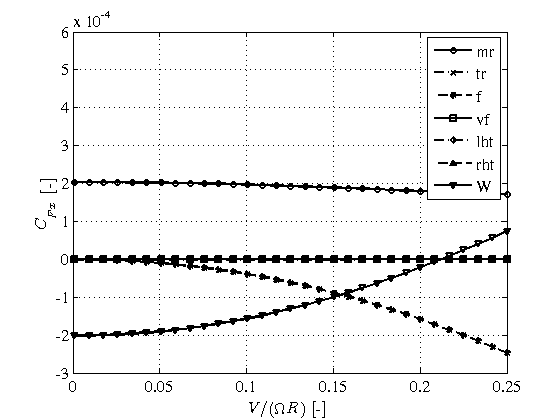 x 10^-4
6
5
4
3
2
1
0
-1
-2
-3
C_Fx [-]
0 0.05 0.1 0.15 0.2 0.25
V/(ΩR) [-]
mr
tr
f
vf
lht
rht
W